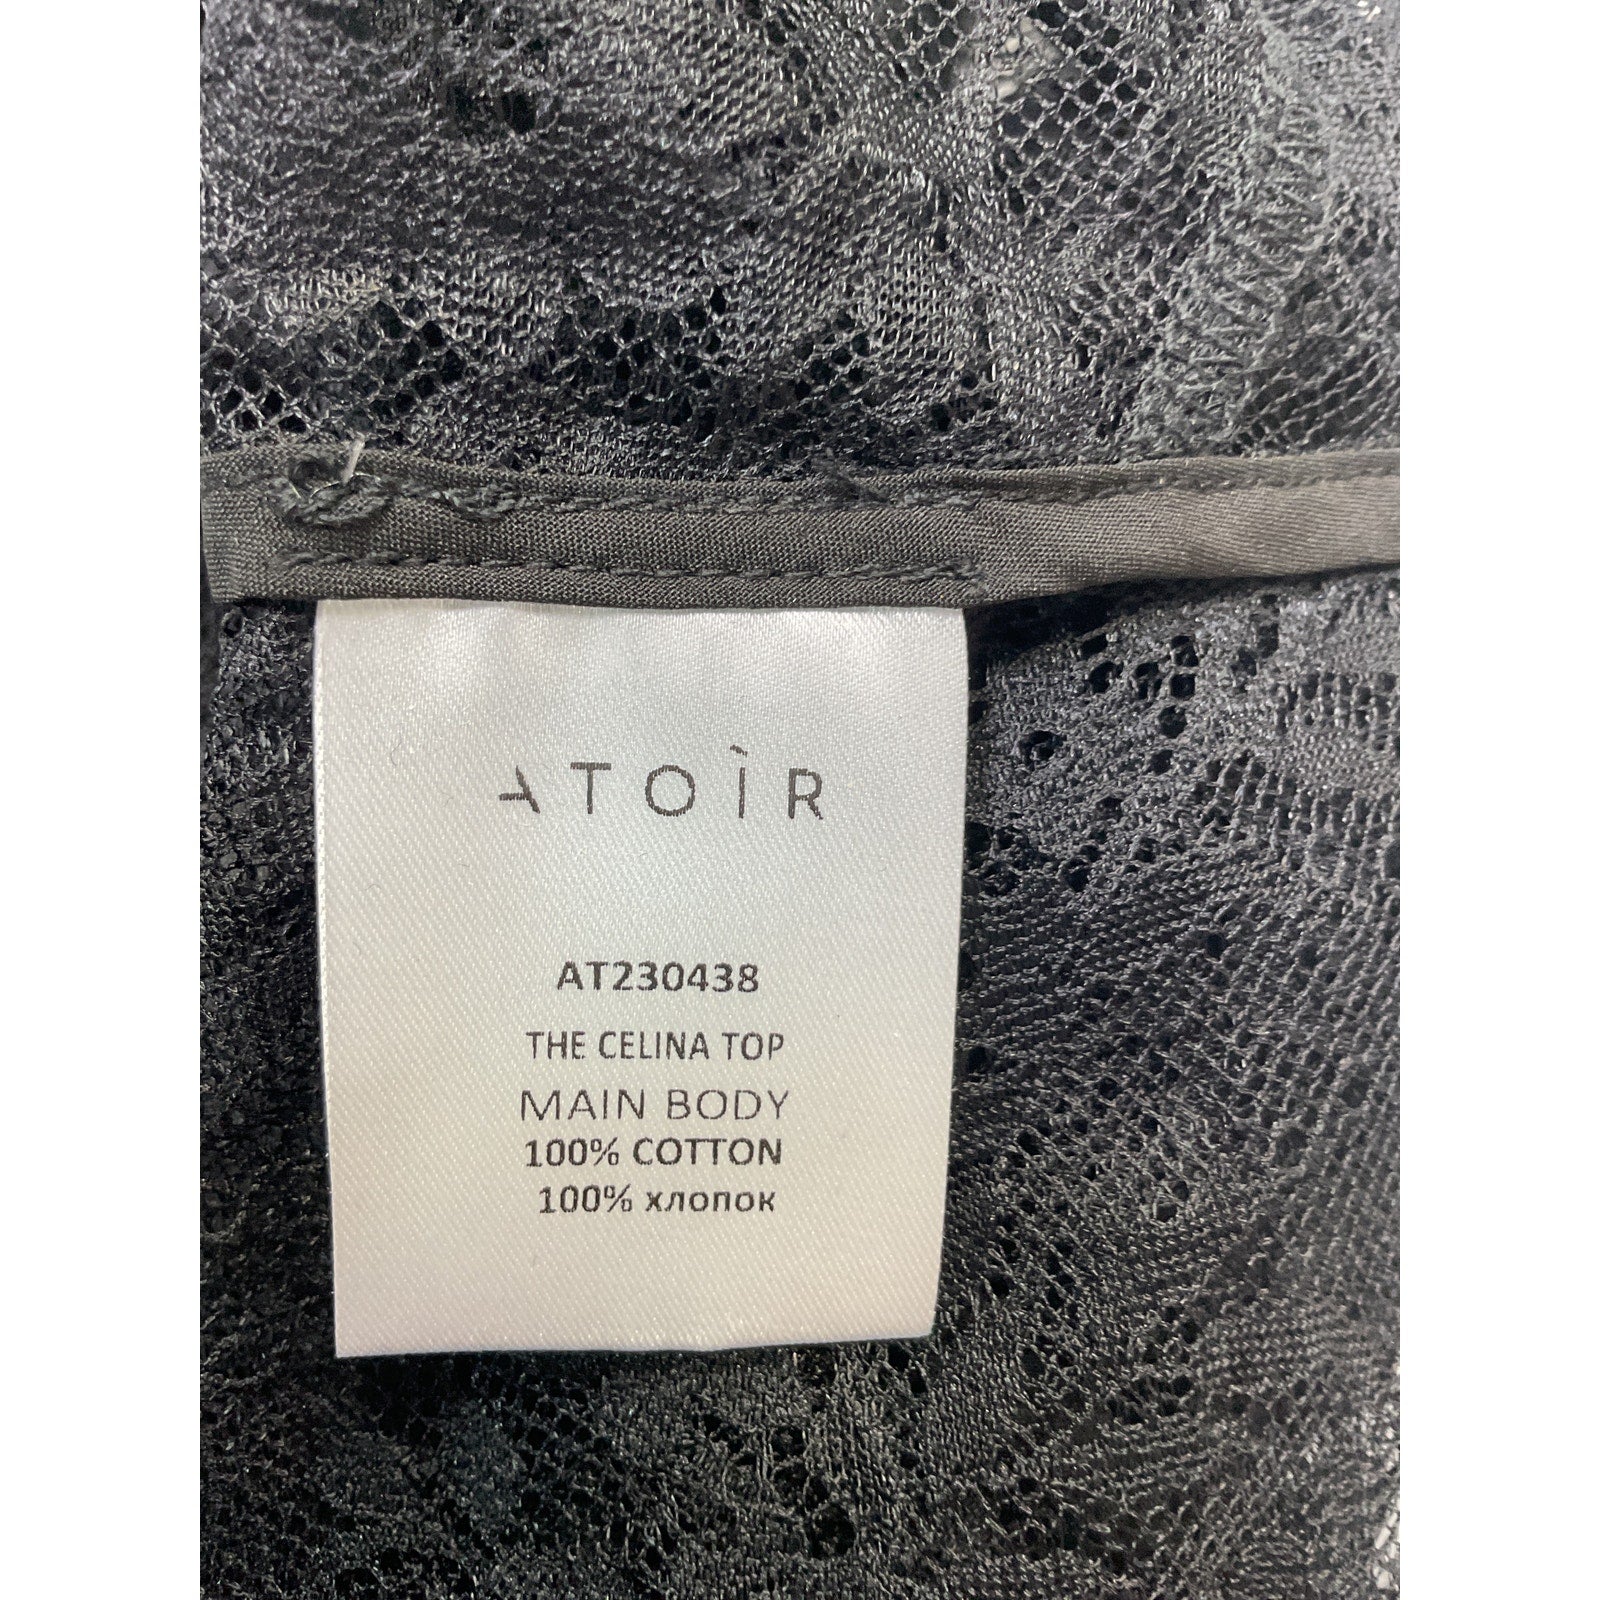 ATOÌR
AT230438
THE CELINA TOP
MAIN BODY
100% COTTON
100% хлопок